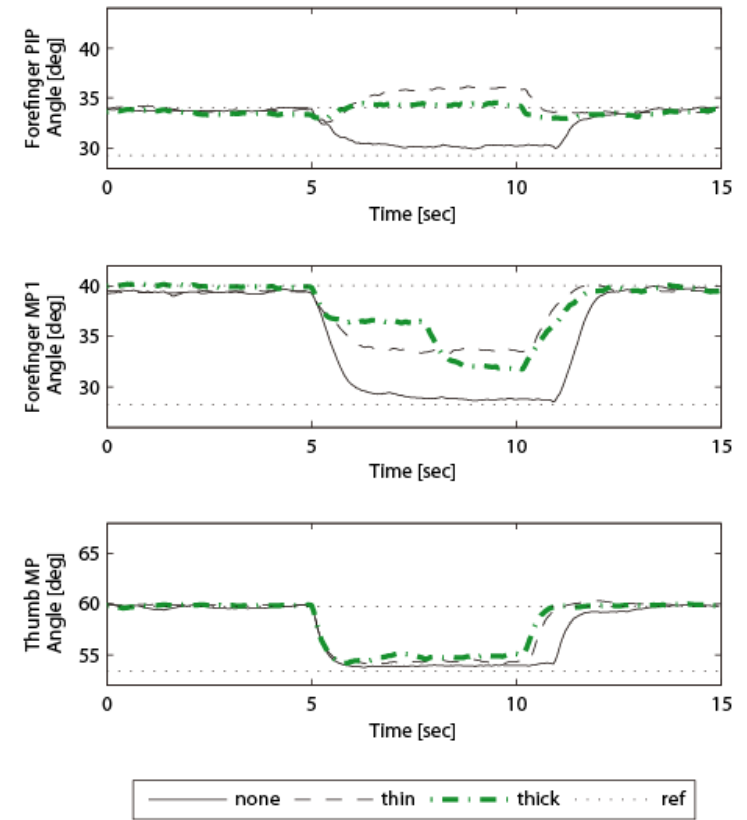 Forefinger PIP
Angle [deg]
40
35
30
0 5 10 15
Time [sec]
Forefinger MP1
Angle [deg]
40
35
30
0 5 10 15
Time [sec]
Thumb MP
Angle [deg]
65
60
55
0 5 10 15
Time [sec]
none thin thick ref